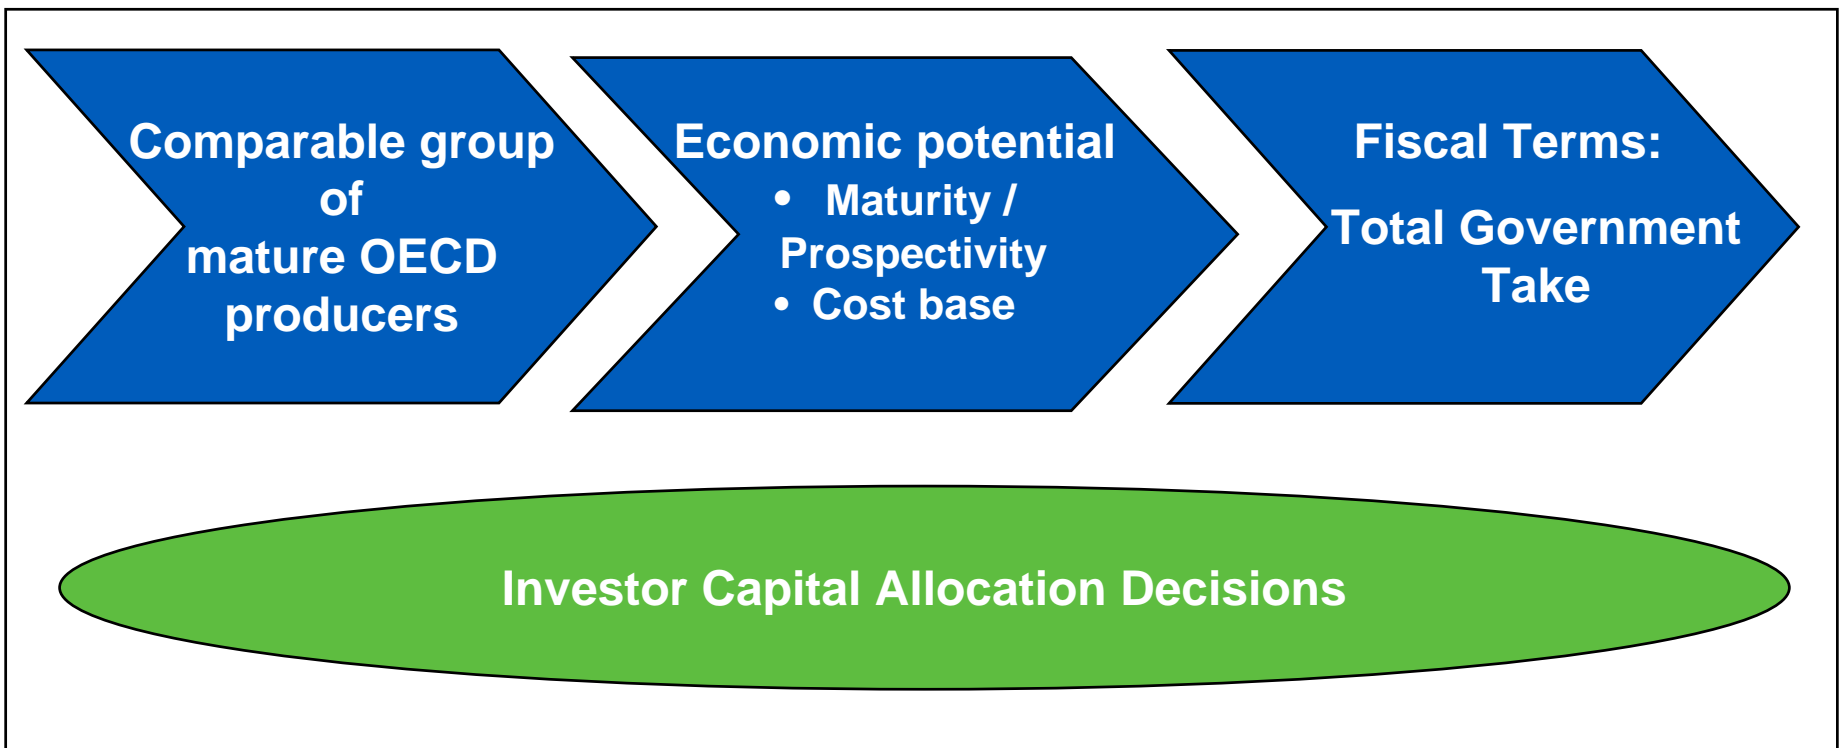 Comparable group
of
mature OECD
producers
Economic potential
• Maturity /
Prospectivity
• Cost base
Fiscal Terms:
Total Government
Take
Investor Capital Allocation Decisions